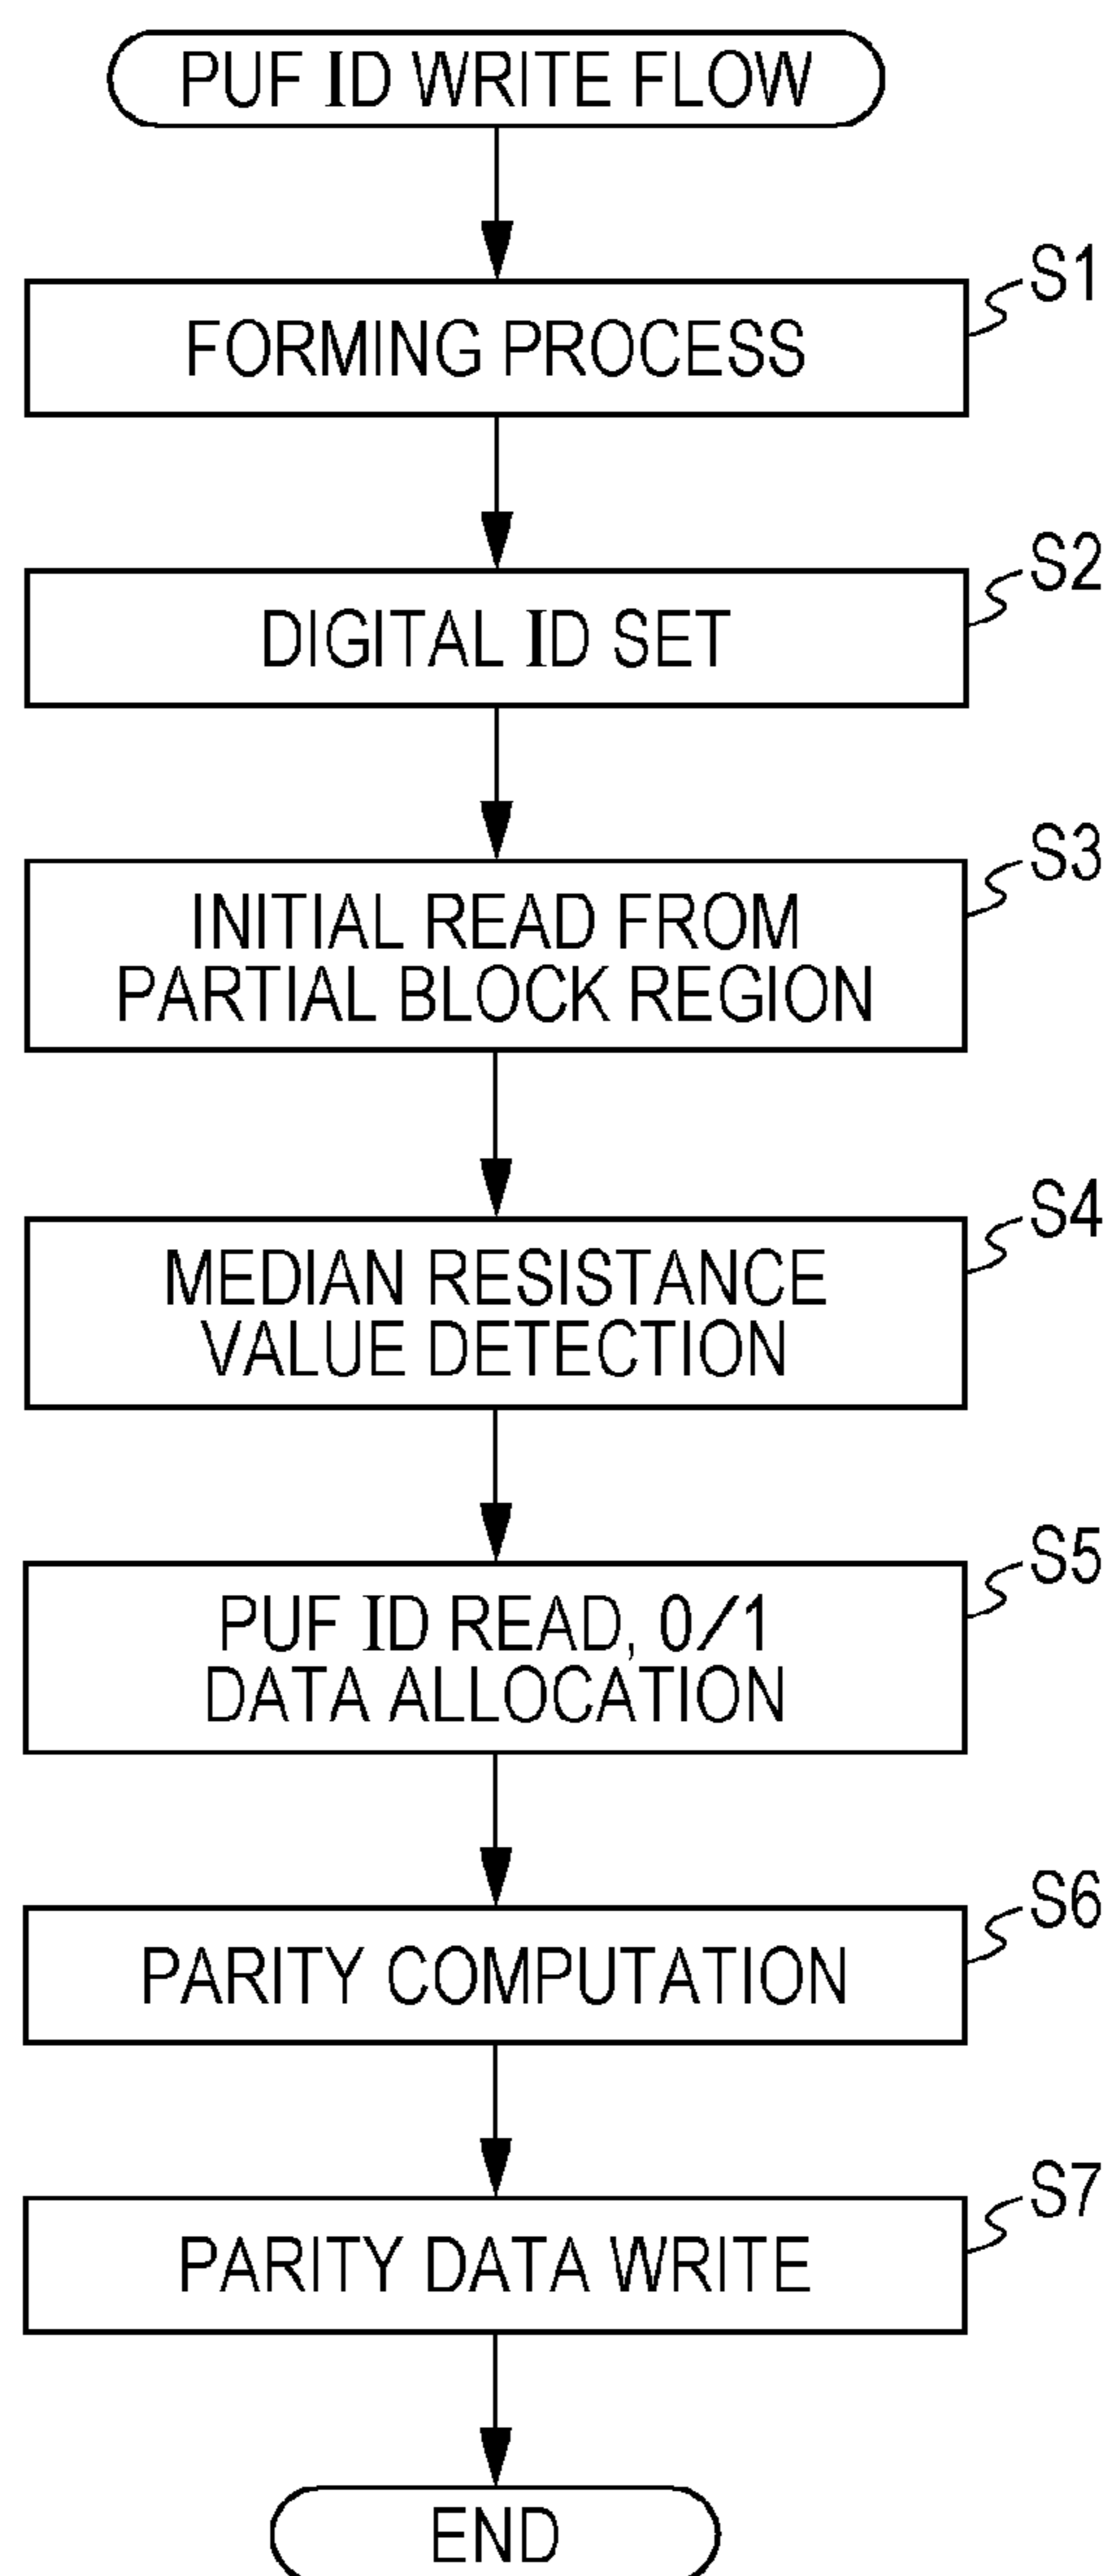 PUF ID WRITE FLOW
S1
FORMING PROCESS
S2
DIGITAL ID SET
S3
INITIAL READ FROM
PARTIAL BLOCK REGION
S4
MEDIAN RESISTANCE
VALUE DETECTION
S5
PUF ID READ, 0/1
DATA ALLOCATION
S6
PARITY COMPUTATION
S7
PARITY DATA WRITE
END